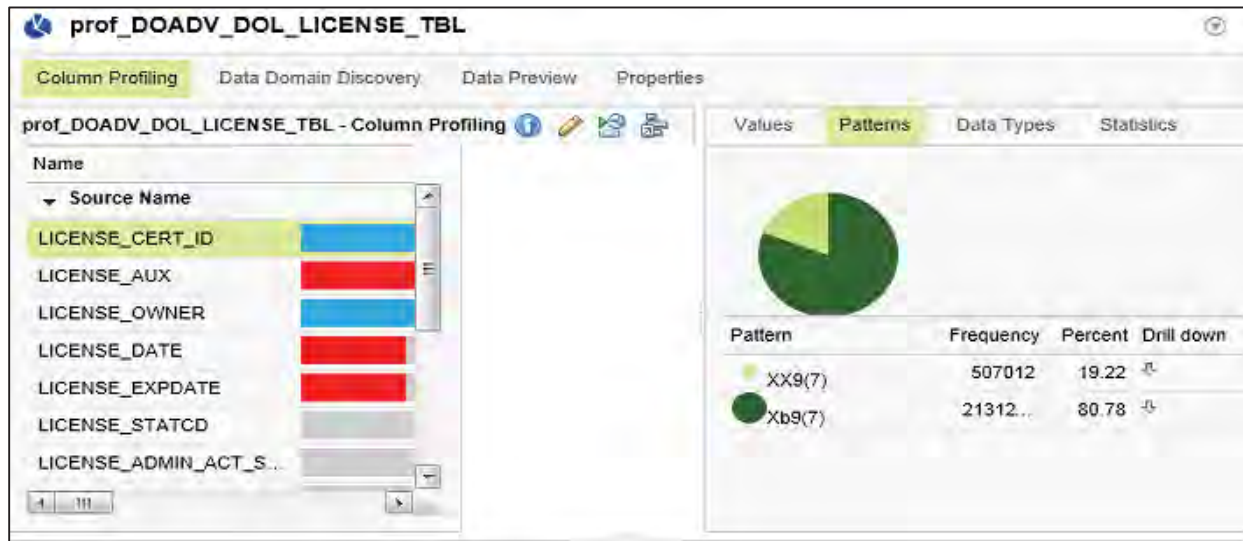 prof_DOADV_DOL_LICENSE_TBL
Column Profiling Data Domain Discovery Data Preview Properties
prof_DOADV_DOL_LICENSE_TBL - Column Profiling
Name
Source Name
LICENSE_CERT_ID
LICENSE_AUX
LICENSE_OWNER
LICENSE_DATE
LICENSE_EXPDATE
LICENSE_STATCD
LICENSE_ADMIN_ACT_S...
Values Patterns Data Types Statistics
Pattern Frequency Percent Drill down
XX9(7) 507012 19.22
Xb9(7) 21312... 80.78